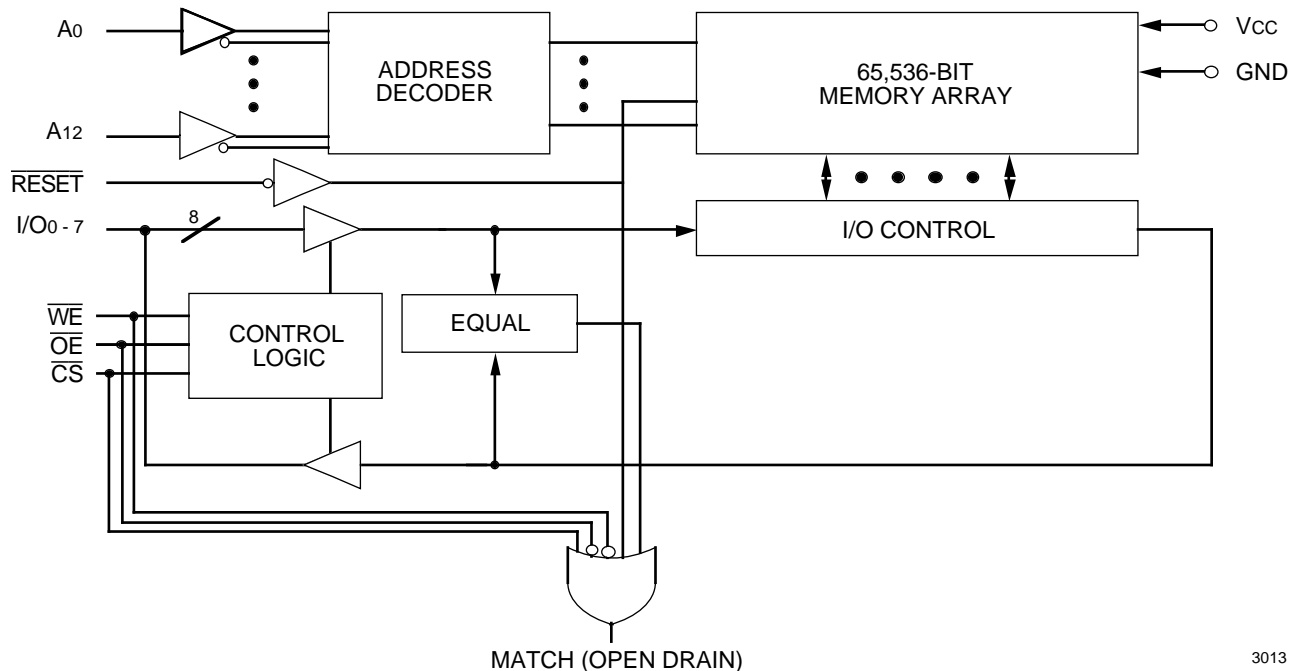 A0
VCC
ADDRESS
DECODER
65,536-BIT
MEMORY ARRAY
GND
A12
RESET
I/O0 - 7
8
I/O CONTROL
WE
OE
CS
CONTROL
LOGIC
EQUAL
MATCH (OPEN DRAIN)
3013